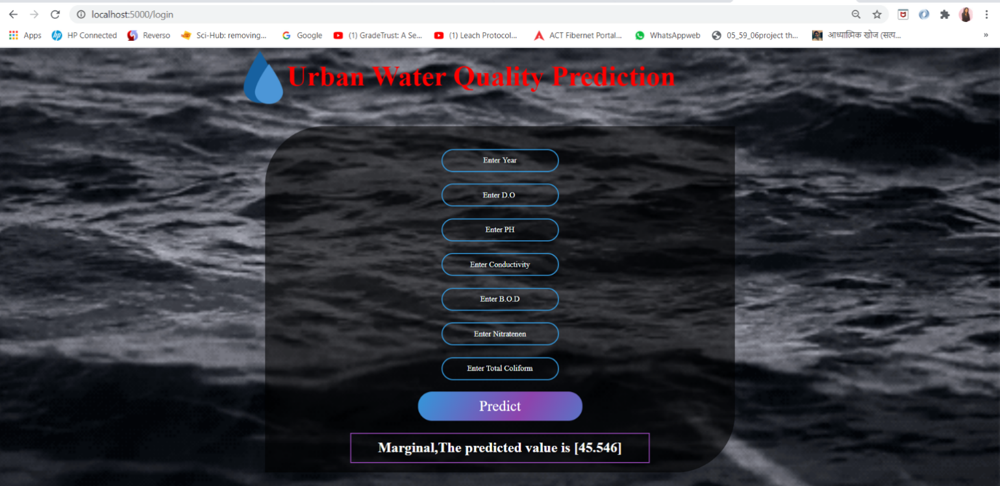 localhost:5000/login
Apps HP Connected Reverso Sci-Hub: removing... Google (1) GradeTrust: A Se... (1) Leach Protocol... ACT Fibernet Portal... WhatsAppweb 05_59_06project th... आध्यात्मिक खोज (सत्य... »
Urban Water Quality Prediction
Enter Year
Enter D.O
Enter PH
Enter Conductivity
Enter B.O.D
Enter Nitratenen
Enter Total Coliform
Predict
Marginal,The predicted value is [45.546]